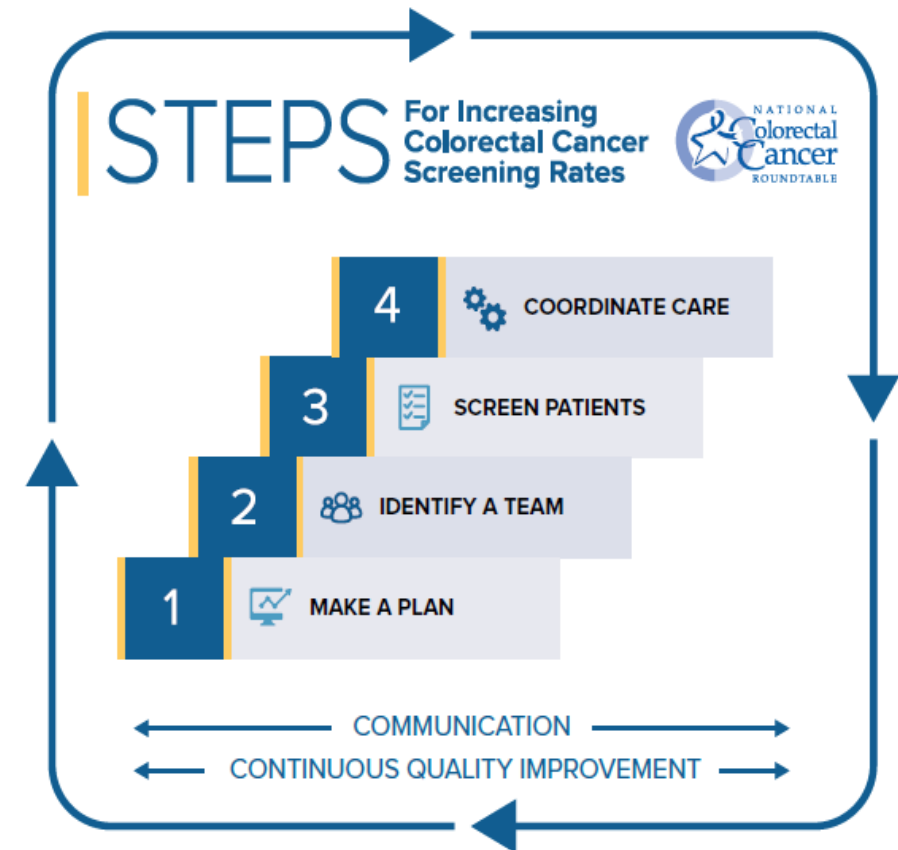 STEPS
For Increasing
Colorectal Cancer
Screening Rates
NATIONAL
Colorectal
Cancer
ROUNDTABLE
4 COORDINATE CARE
3 SCREEN PATIENTS
2 IDENTIFY A TEAM
1 MAKE A PLAN
COMMUNICATION
CONTINUOUS QUALITY IMPROVEMENT